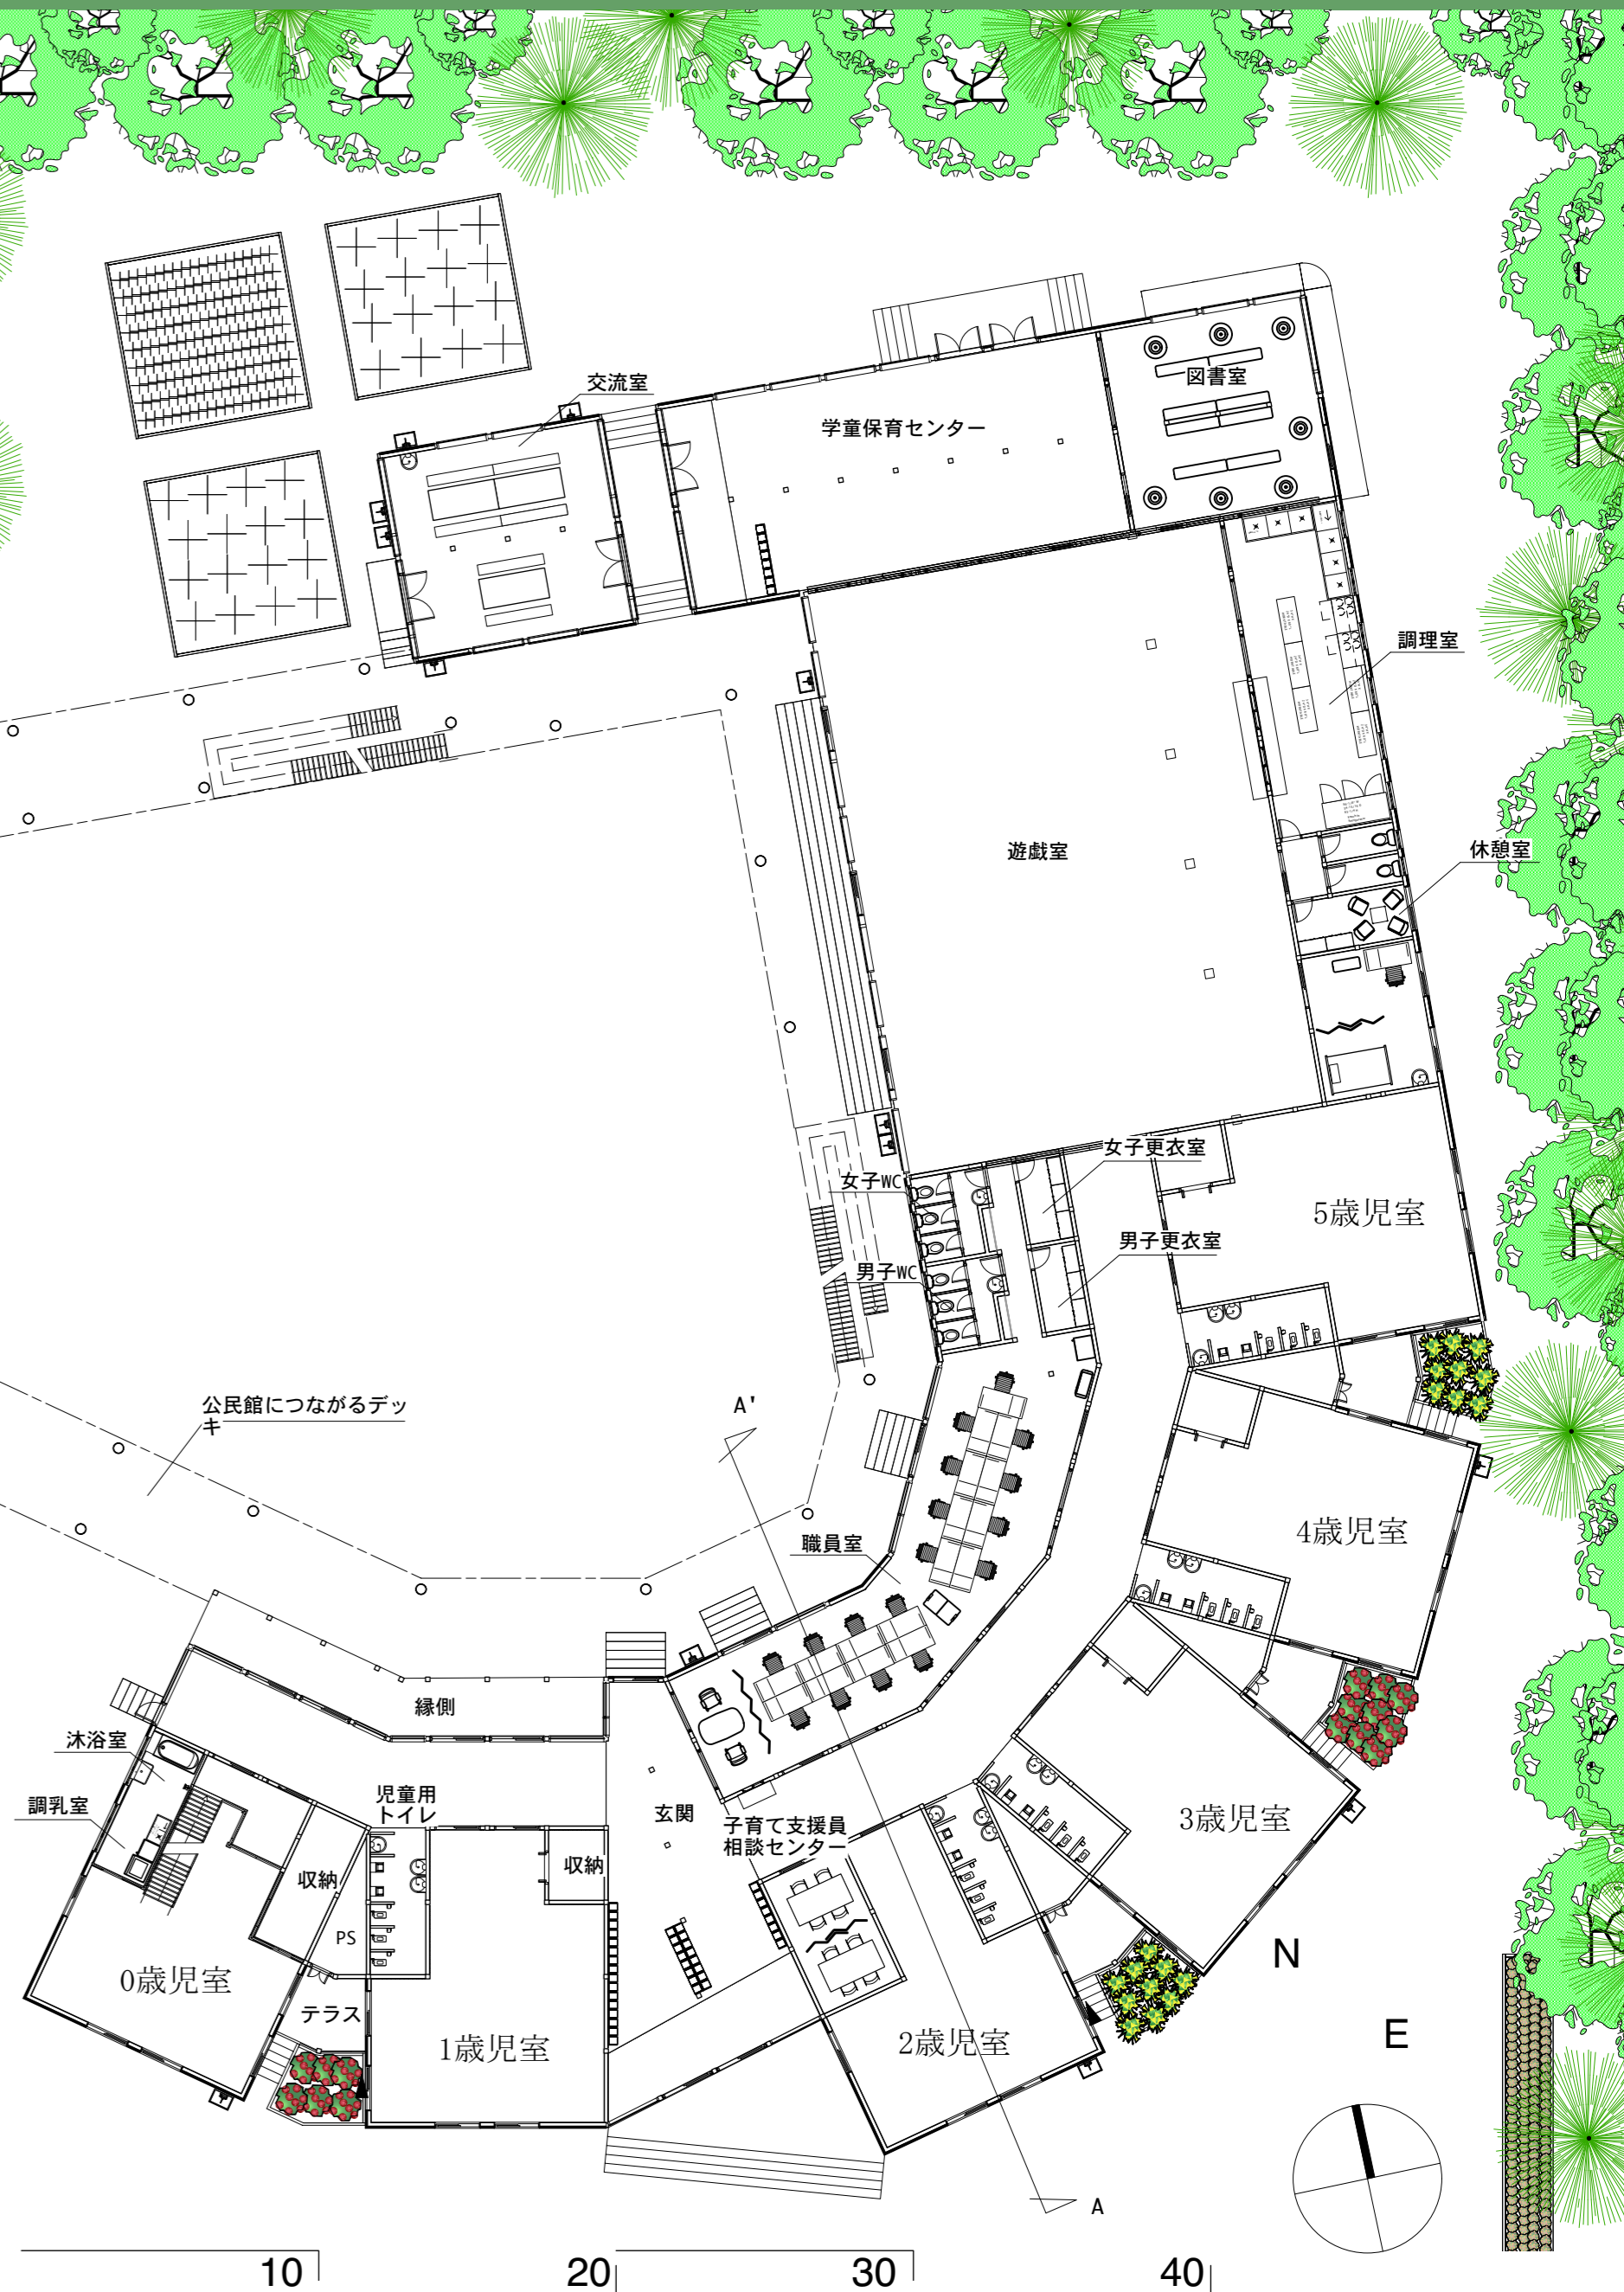 交流室
図書室
学童保育センター
調理室
休憩室
遊戯室
女子更衣室
女子WC
5歳児室
男子更衣室
男子WC
公民館につながるデッ
キ
A'
4歳児室
職員室
縁側
沐浴室
児童用
トイレ
調乳室
玄関
子育て支援員
相談センター
3歳児室
収納
収納
PS
0歳児室
テラス
1歳児室
2歳児室
N
E
A
10
20
30
40